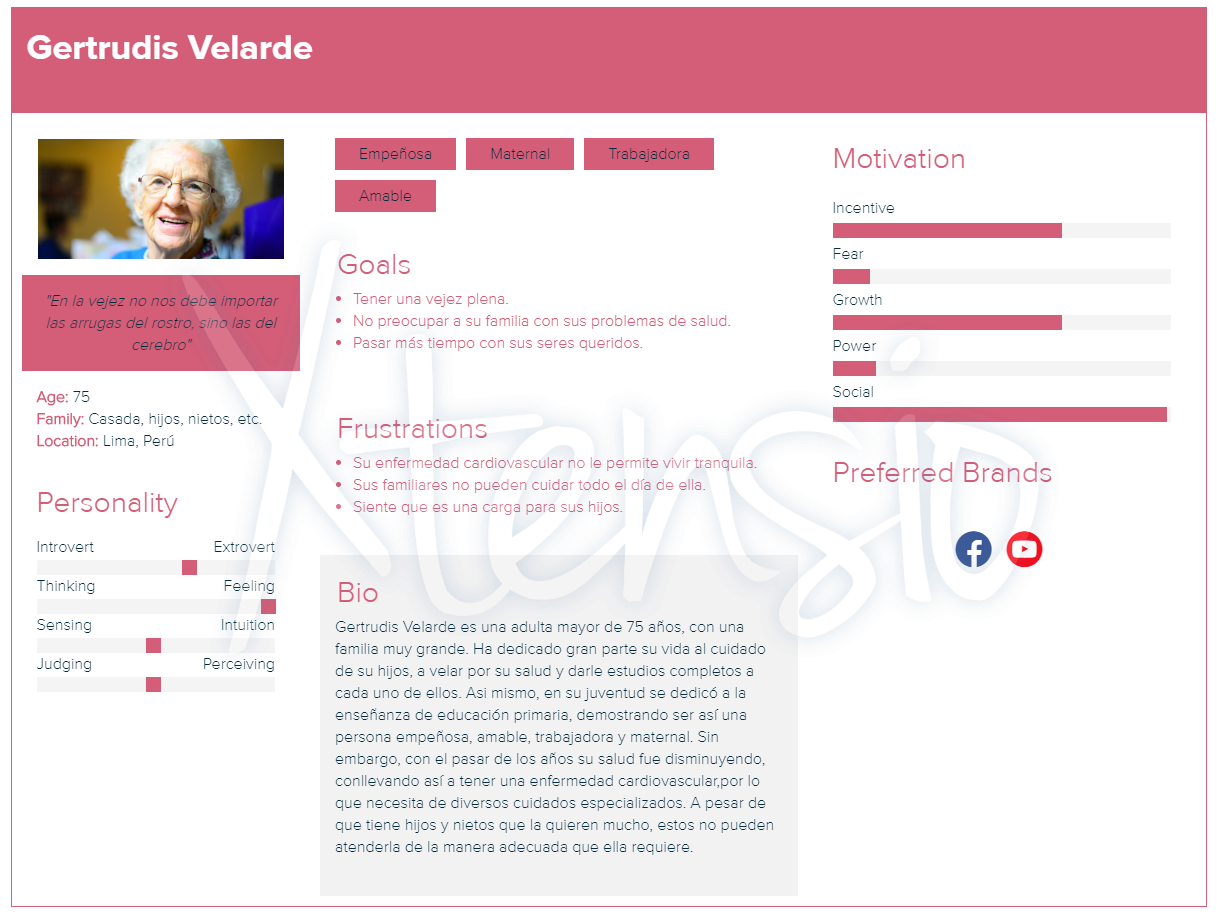 Gertrudis Velarde
"En la vejez no nos debe importar
las arrugas del rostro, sino las del
cerebro"
Age: 75
Family: Casada, hijos, nietos, etc.
Location: Lima, Perú
Personality
Introvert Extrovert
Thinking Feeling
Sensing Intuition
Judging Perceiving
Empeñosa Maternal Trabajadora
Amable
Goals
• Tener una vejez plena.
• No preocupar a su familia con sus problemas de salud.
• Pasar más tiempo con sus seres queridos.
Frustrations
• Su enfermedad cardiovascular no le permite vivir tranquila.
• Sus familiares no pueden cuidar todo el día de ella.
• Siente que es una carga para sus hijos.
Bio
Gertrudis Velarde es una adulta mayor de 75 años, con una
familia muy grande. Ha dedicado gran parte su vida al cuidado
de su hijos, a velar por su salud y darle estudios completos a
cada uno de ellos. Asi mismo, en su juventud se dedicó a la
enseñanza de educación primaria, demostrando ser así una
persona empeñosa, amable, trabajadora y maternal. Sin
embargo, con el pasar de los años su salud fue disminuyendo,
conllevando así a tener una enfermedad cardiovascular,por lo
que necesita de diversos cuidados especializados. A pesar de
que tiene hijos y nietos que la quieren mucho, estos no pueden
atenderla de la manera adecuada que ella requiere.
Motivation
Incentive
Fear
Growth
Power
Social
Preferred Brands
Xtensio